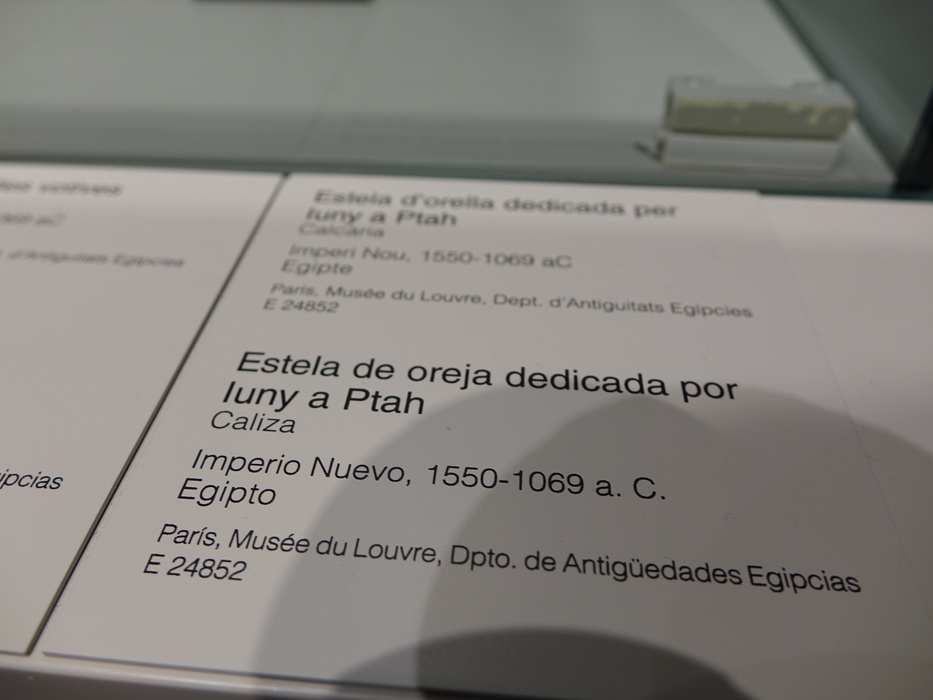 d'Antiguitats Egipcies
ipcias
Estela d'orella dedicada per
Iuny a Ptah
Calcària
Imperi Nou, 1550-1069 aC
Egipte
París, Musée du Louvre, Dept. d'Antiguitats Egípcies
E 24852
Estela de oreja dedicada por
Iuny a Ptah
Caliza
Imperio Nuevo, 1550-1069 a. C.
Egipto
París, Musée du Louvre, Dpto. de Antigüedades Egipcias
E 24852